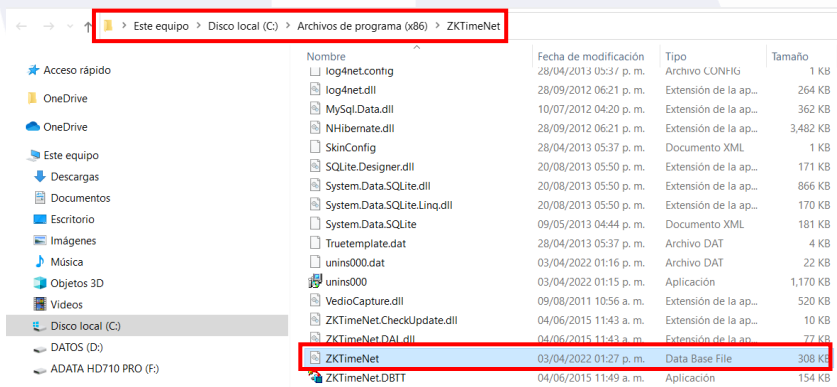 Este equipo > Disco local (C:) > Archivos de programa (x86) > ZKTimeNet
Nombre Fecha de modificación Tipo Tamaño
Acceso rápido
OneDrive
OneDrive
Este equipo
Descargas
Documentos
Escritorio
Imágenes
Música
Objetos 3D
Videos
Disco local (C:)
DATOS (D:)
ADATA HD710 PRO (F:)
log4net.config 28/04/2013 05:37 p. m. Archivo CONFIG 1 KB
log4net.dll 28/09/2012 06:21 p. m. Extensión de la ap... 264 KB
MySql.Data.dll 10/07/2012 04:20 p. m. Extensión de la ap... 362 KB
NHibernate.dll 28/09/2012 06:21 p. m. Extensión de la ap... 3,482 KB
SkinConfig 28/04/2013 05:37 p. m. Documento XML 1 KB
SQLite.Designer.dll 20/08/2013 05:50 p. m. Extensión de la ap... 171 KB
System.Data.SQLite.dll 20/08/2013 05:50 p. m. Extensión de la ap... 866 KB
System.Data.SQLite.Linq.dll 20/08/2013 05:50 p. m. Extensión de la ap... 170 KB
System.Data.SQLite 09/05/2013 04:44 p. m. Documento XML 181 KB
Truetemplate.dat 28/04/2013 05:37 p. m. Archivo DAT 4 KB
unins000.dat 03/04/2022 01:16 p. m. Archivo DAT 22 KB
unins000 03/04/2022 01:15 p. m. Aplicación 1,170 KB
VedioCapture.dll 09/08/2011 10:56 a. m. Extensión de la ap... 520 KB
ZKTimeNet.CheckUpdate.dll 04/06/2015 11:43 a. m. Extensión de la ap... 10 KB
ZKTimeNet.DAL.dll 04/06/2015 11:43 a. m. Extensión de la ap... 77 KB
ZKTimeNet 03/04/2022 01:27 p. m. Data Base File 308 KB
ZKTimeNet.DBTT 04/06/2015 11:49 a. m. Aplicación 154 KB